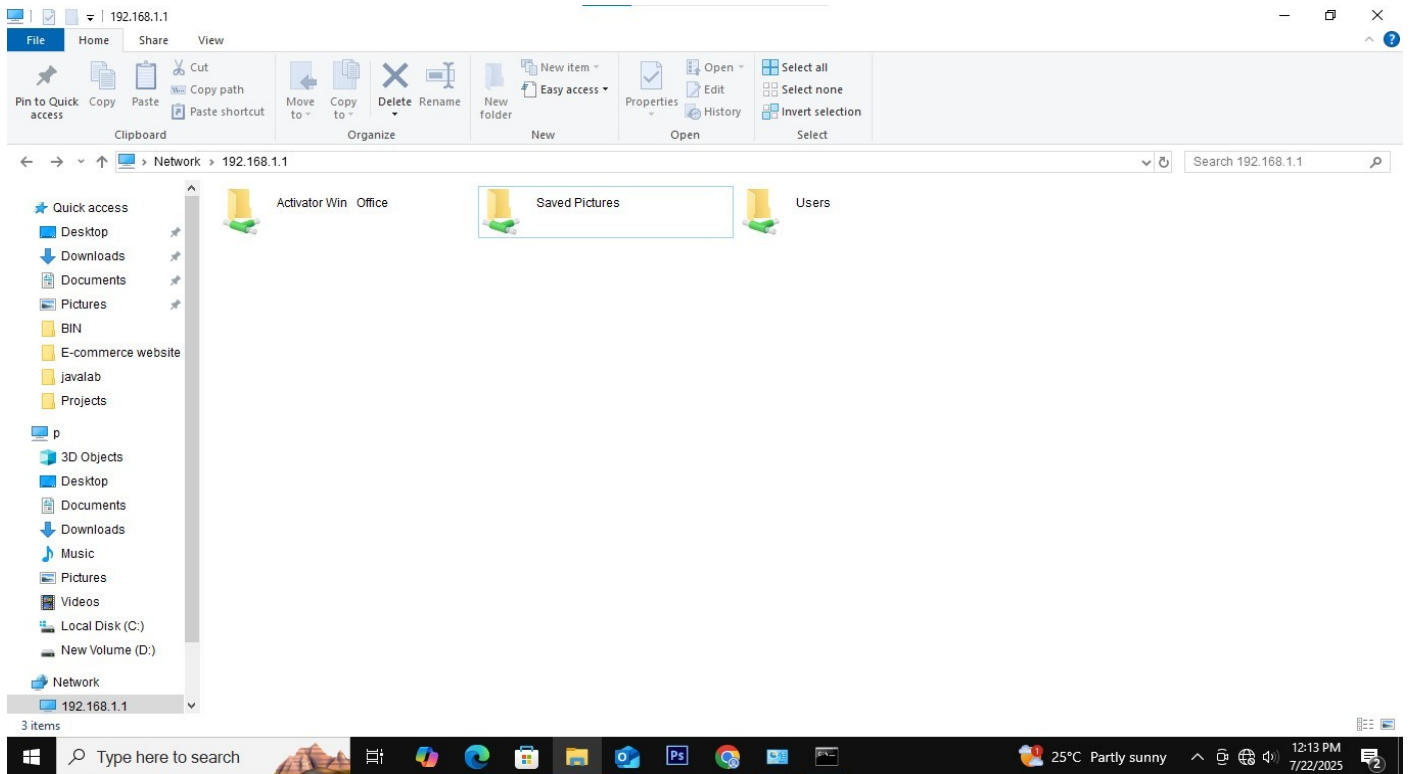 192.168.1.1
File Home Share View
Pin to Quick access
Copy
Paste
Cut
Copy path
Paste shortcut
Clipboard
Move to
Copy to
Delete
Rename
Organize
New folder
New item
Easy access
New
Properties
Open
Edit
History
Open
Select all
Select none
Invert selection
Select
Network > 192.168.1.1
Search 192.168.1.1
Quick access
Desktop
Downloads
Documents
Pictures
BIN
E-commerce website
javalab
Projects
p
3D Objects
Desktop
Documents
Downloads
Music
Pictures
Videos
Local Disk (C:)
New Volume (D:)
Network
192.168.1.1
Activator Win Office
Saved Pictures
Users
3 items
Type here to search
Ps
1
25°C Partly sunny
12:13 PM
7/22/2025
2